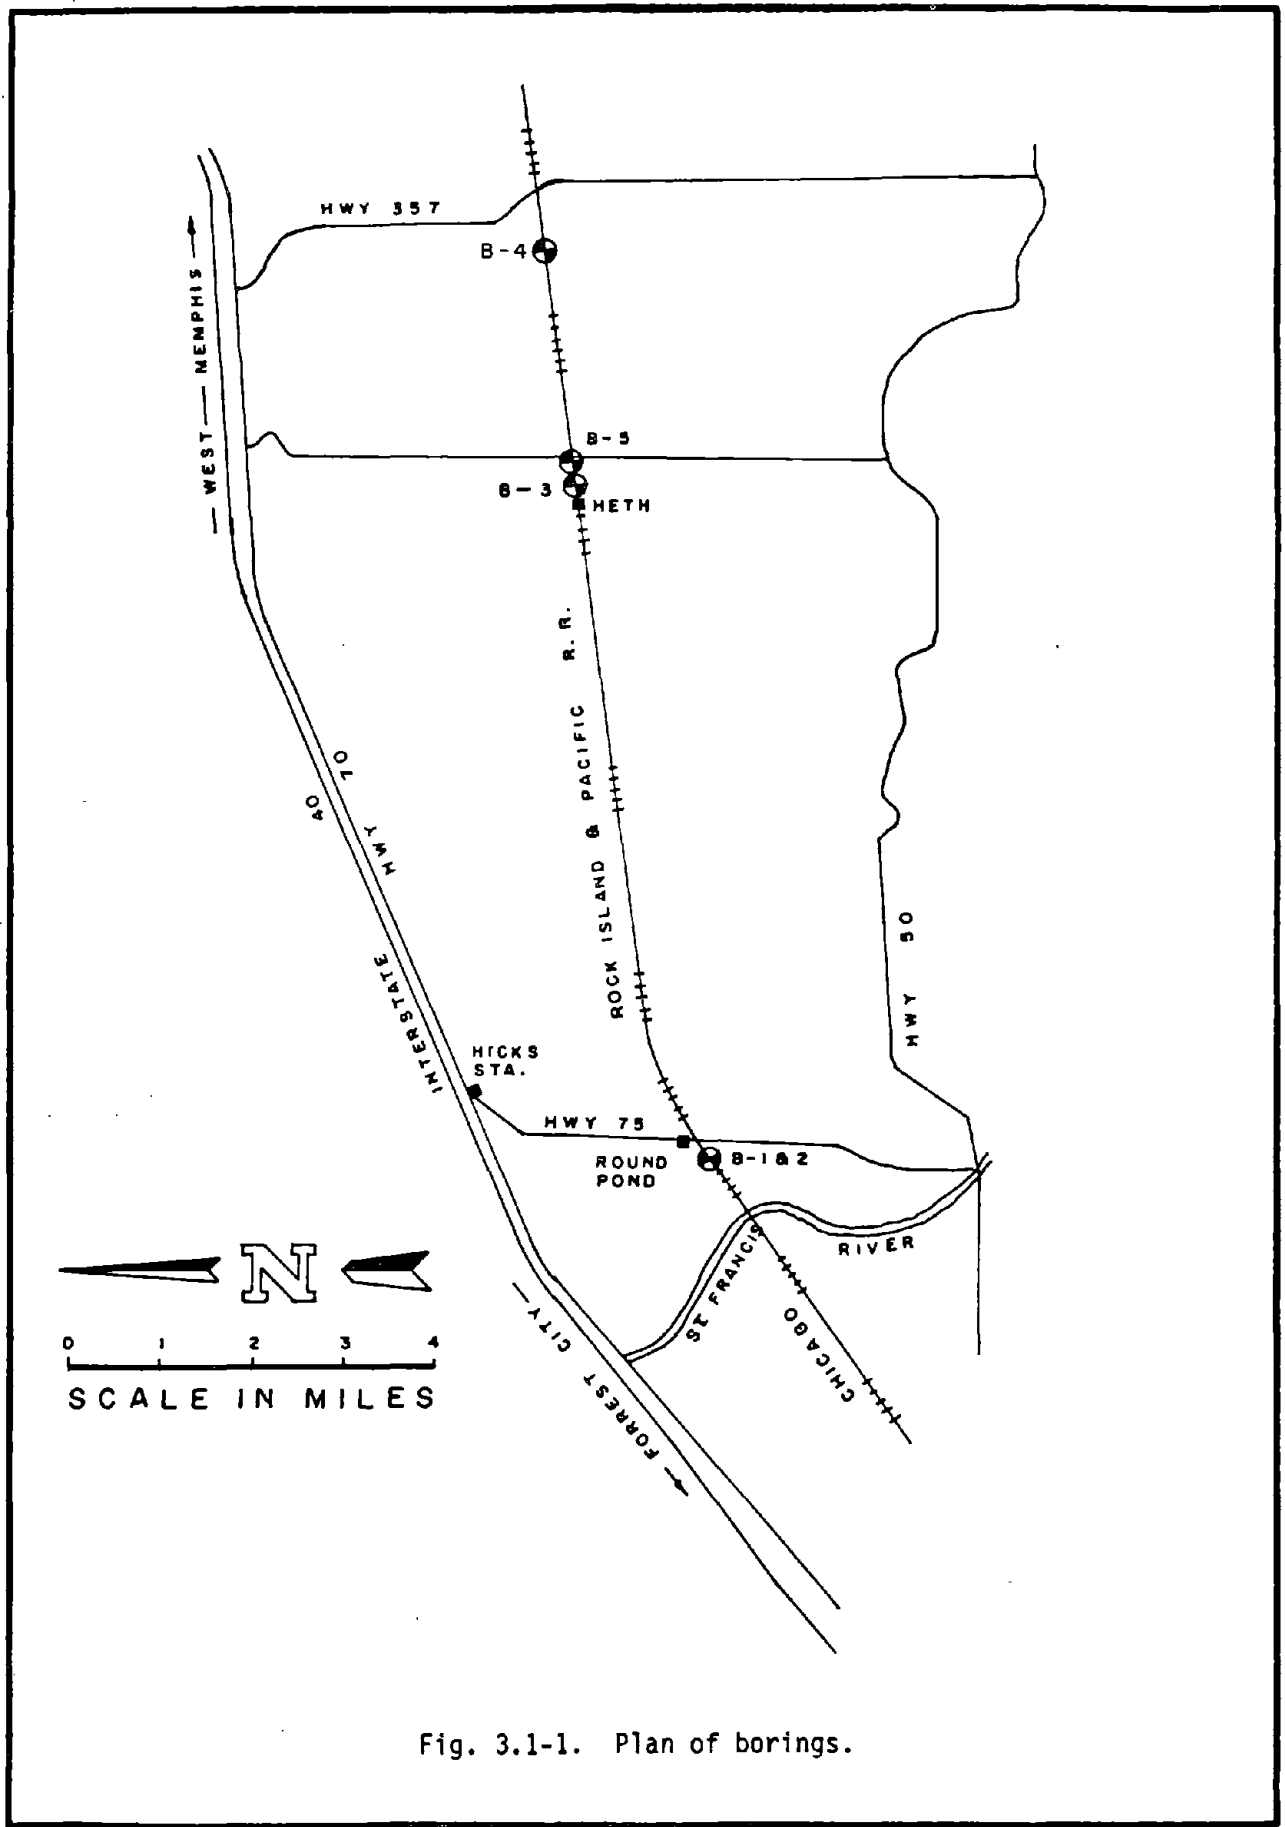 HWY 357
B-4
WEST MEMPHIS
B-5
B-3
HETH
ROCK ISLAND & PACIFIC R.R.
HWY 70
INTERSTATE 40
HWY 50
HICKS
STA.
HWY 75
ROUND
POND
B-1&2
ST. FRANCIS
RIVER
N
CITY
FORREST
CHICAGO
0 1 2 3 4
SCALE IN MILES
Fig. 3.1-1. Plan of borings.